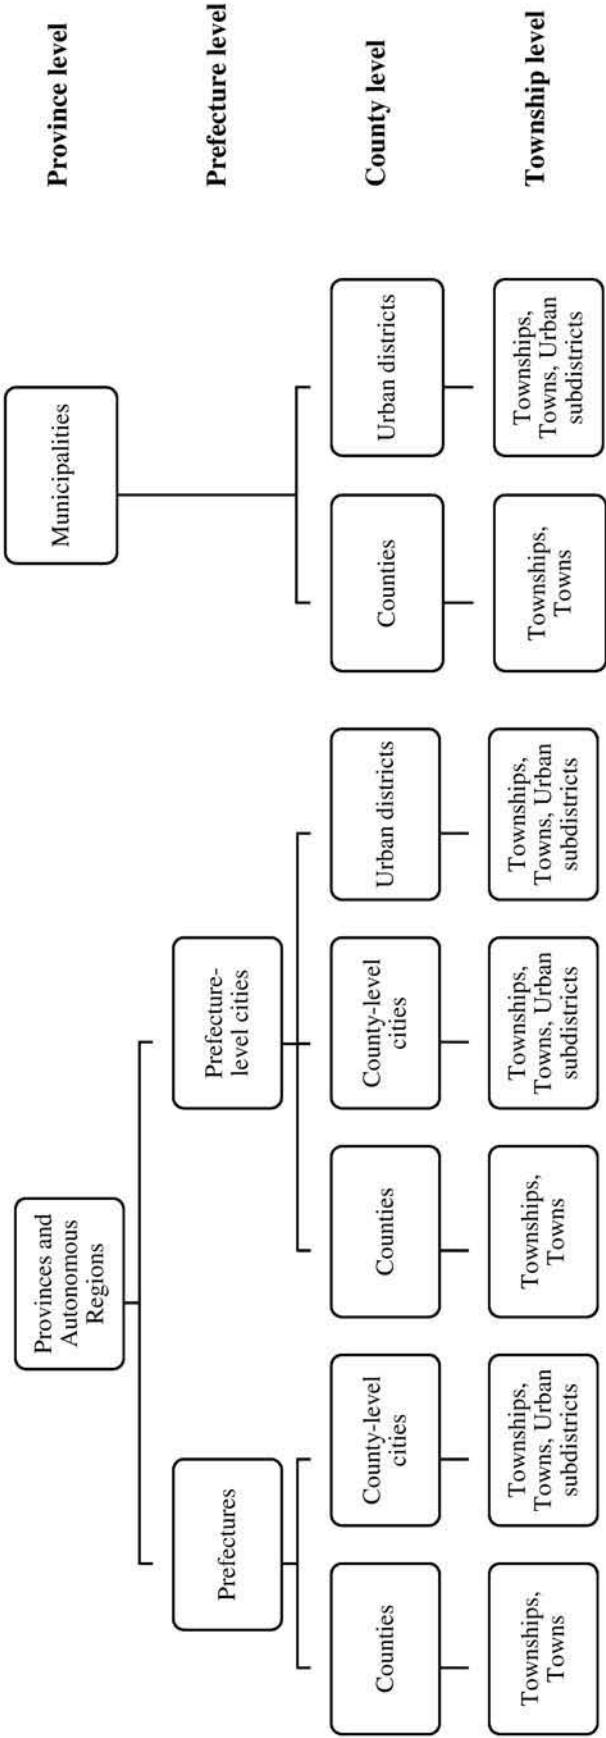 Provinces and
Autonomous
Regions
Municipalities
Province level
Prefectures
Prefecture-
level cities
Prefecture level
Counties
County-level
cities
Counties
County-level
cities
Urban districts
Counties
Urban districts
County level
Townships,
Towns
Townships,
Towns, Urban
subdistricts
Townships,
Towns
Townships,
Towns, Urban
subdistricts
Townships,
Towns, Urban
subdistricts
Townships,
Towns
Townships,
Towns, Urban
subdistricts
Township level